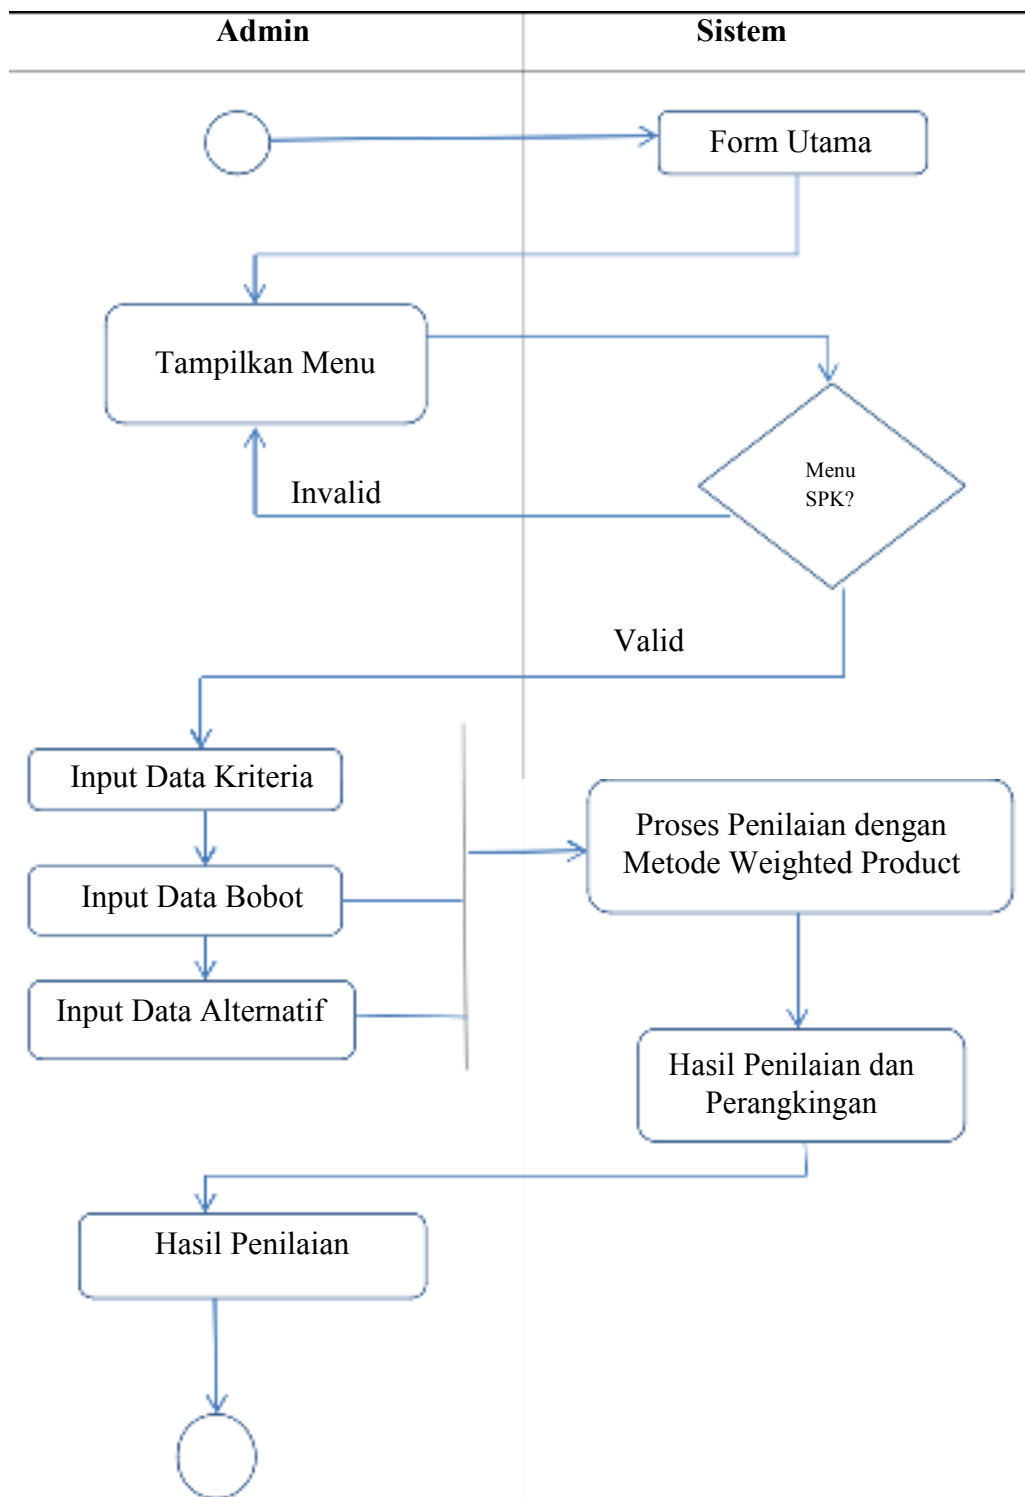 Admin
Sistem
Form Utama
Tampilkan Menu
Menu
SPK?
Invalid
Valid
Input Data Kriteria
Proses Penilaian dengan
Metode Weighted Product
Input Data Bobot
Input Data Alternatif
Hasil Penilaian dan
Perangkingan
Hasil Penilaian